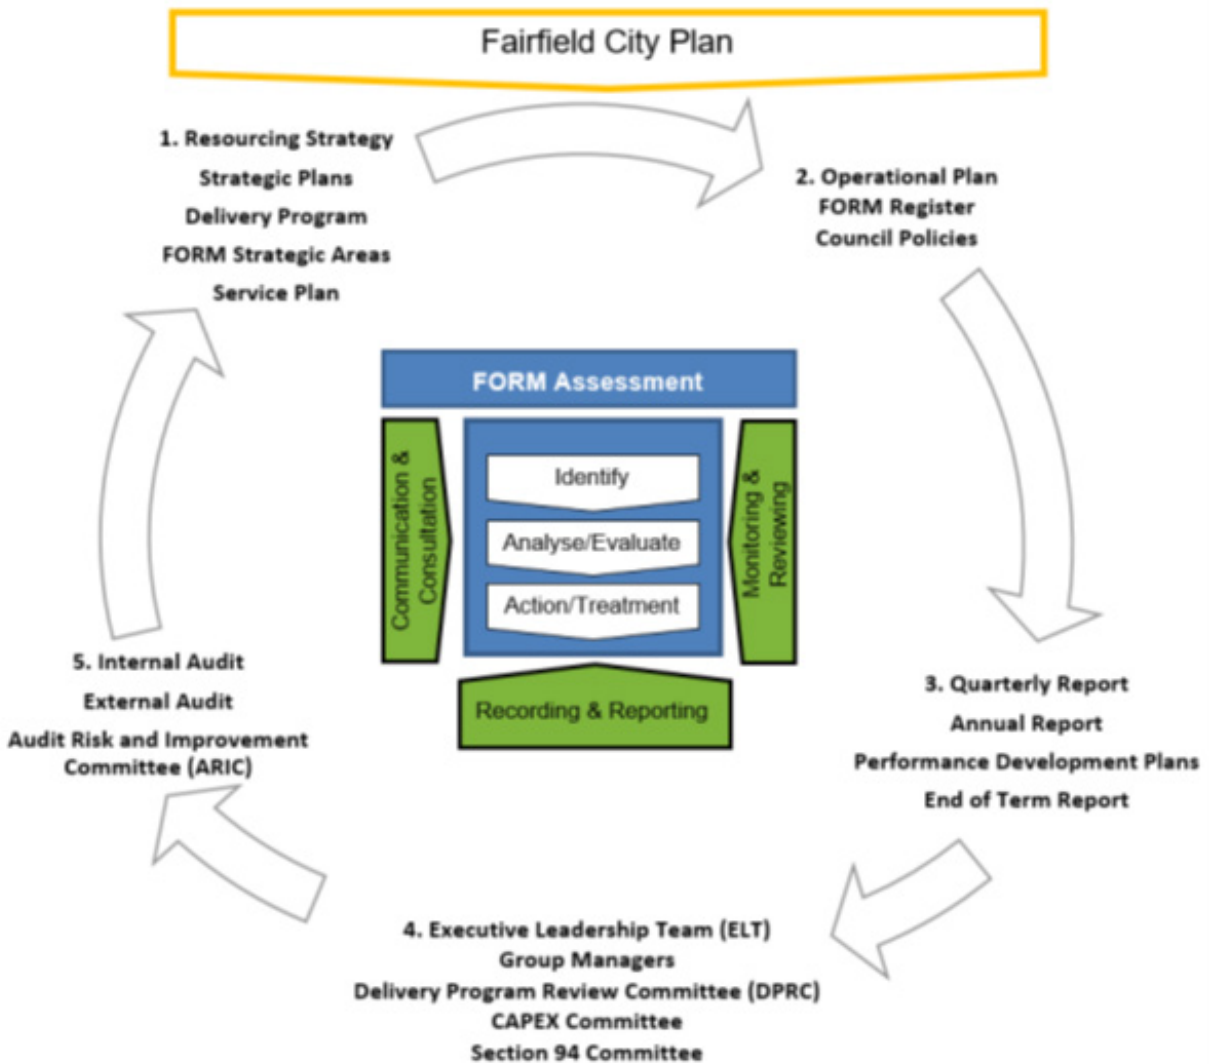 Fairfield City Plan
1. Resourcing Strategy
Strategic Plans
Delivery Program
FORM Strategic Areas
Service Plan
2. Operational Plan
FORM Register
Council Policies
FORM Assessment
Communication &
Consultation
Identify
Analyse/Evaluate
Action/Treatment
Monitoring &
Reviewing
Recording & Reporting
3. Quarterly Report
Annual Report
Performance Development Plans
End of Term Report
4. Executive Leadership Team (ELT)
Group Managers
Delivery Program Review Committee (DPRC)
CAPEX Committee
Section 94 Committee
5. Internal Audit
External Audit
Audit Risk and Improvement
Committee (ARIC)